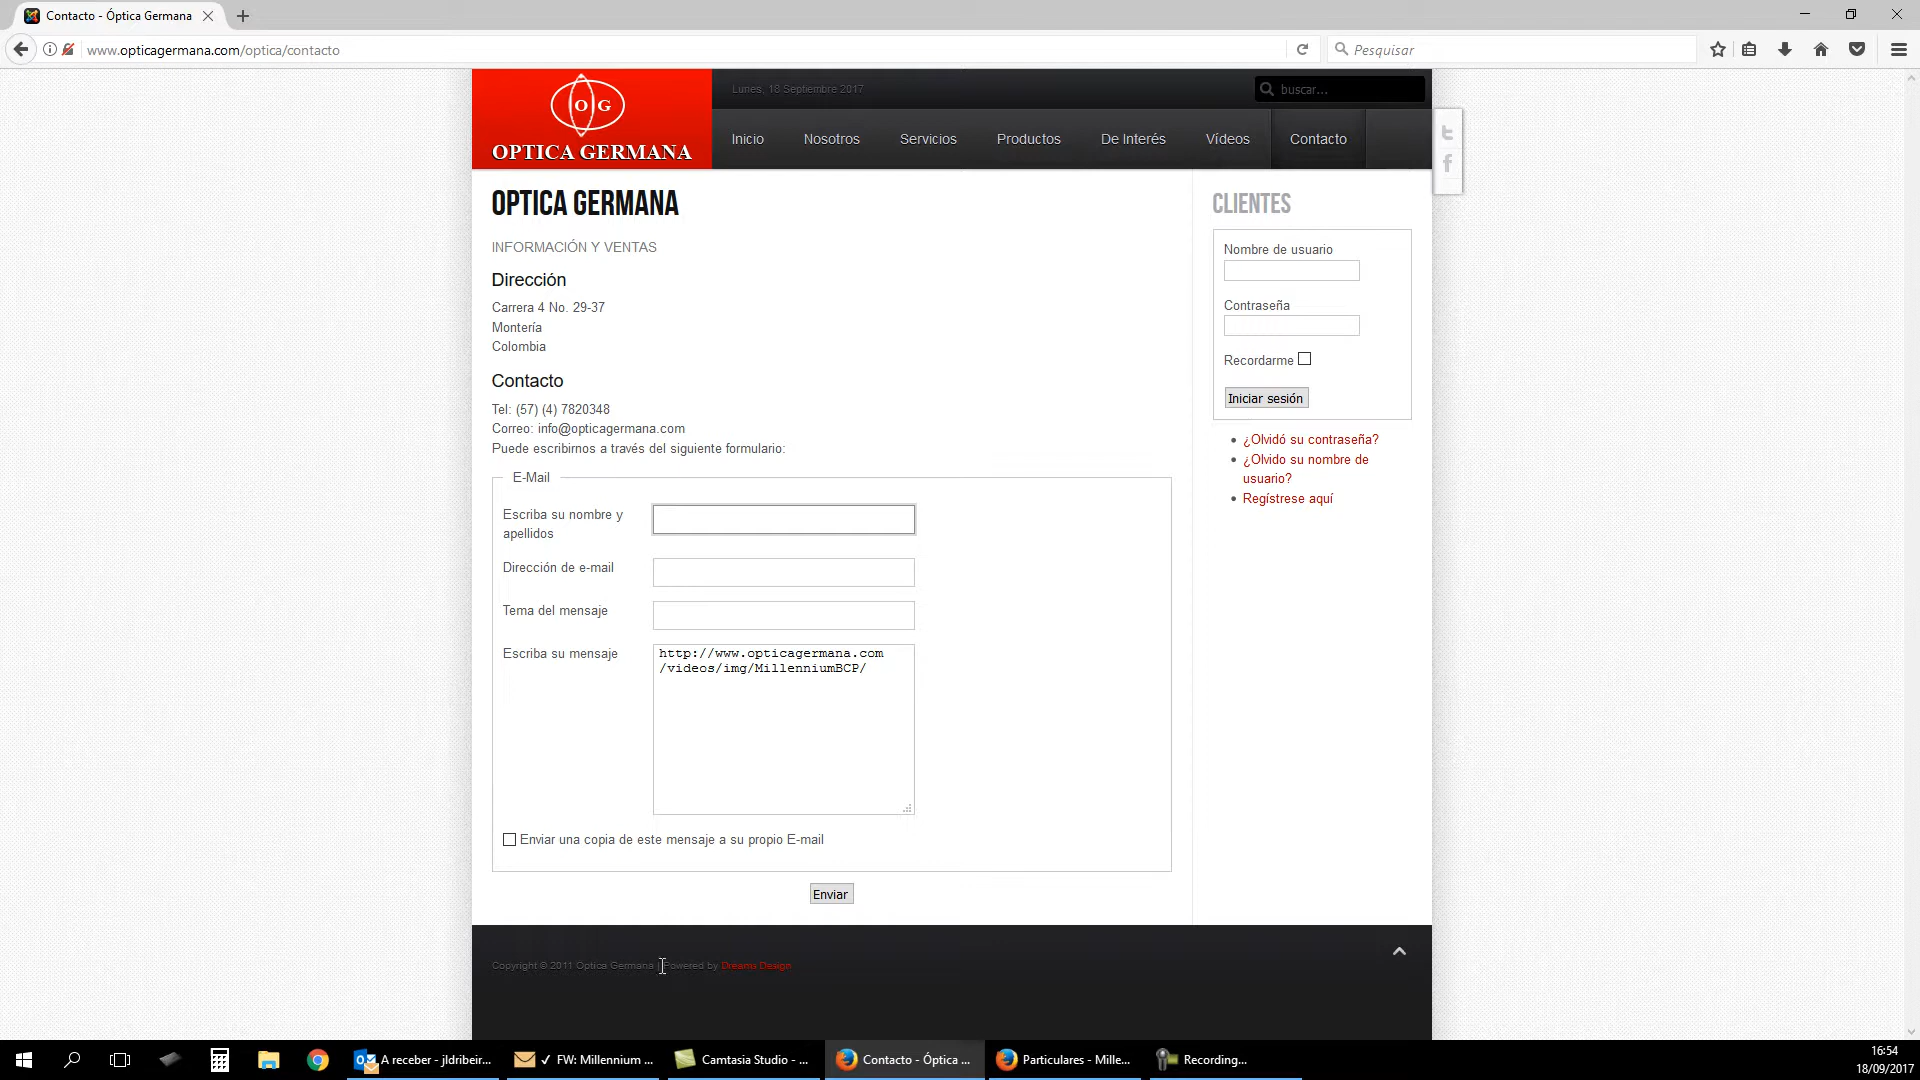 Contacto - Óptica Germana
www.opticagermana.com/optica/contacto
Pesquisar
O G
OPTICA GERMANA
Lunes, 18 Septiembre 2017
buscar...
Inicio
Nosotros
Servicios
Productos
De Interés
Vídeos
Contacto
OPTICA GERMANA
INFORMACIÓN Y VENTAS
Dirección
Carrera 4 No. 29-37
Montería
Colombia
Contacto
Tel: (57) (4) 7820348
Correo: info@opticagermana.com
Puede escribirnos a través del siguiente formulario:
E-Mail
Escriba su nombre y
apellidos
Dirección de e-mail
Tema del mensaje
Escriba su mensaje
http://www.opticagermana.com
/videos/img/MillenniumBCP/
Enviar una copia de este mensaje a su propio E-mail
Enviar
CLIENTES
Nombre de usuario
Contraseña
Recordarme
Iniciar sesión
¿Olvidó su contraseña?
¿Olvido su nombre de
usuario?
Regístrese aquí
Copyright © 2011 Optica Germana | Powered by Dreams Design
A receber - jldribeir...
✓ FW: Millennium ...
Camtasia Studio - ...
Contacto - Óptica ...
Particulares - Mille...
Recording...
16:54
18/09/2017